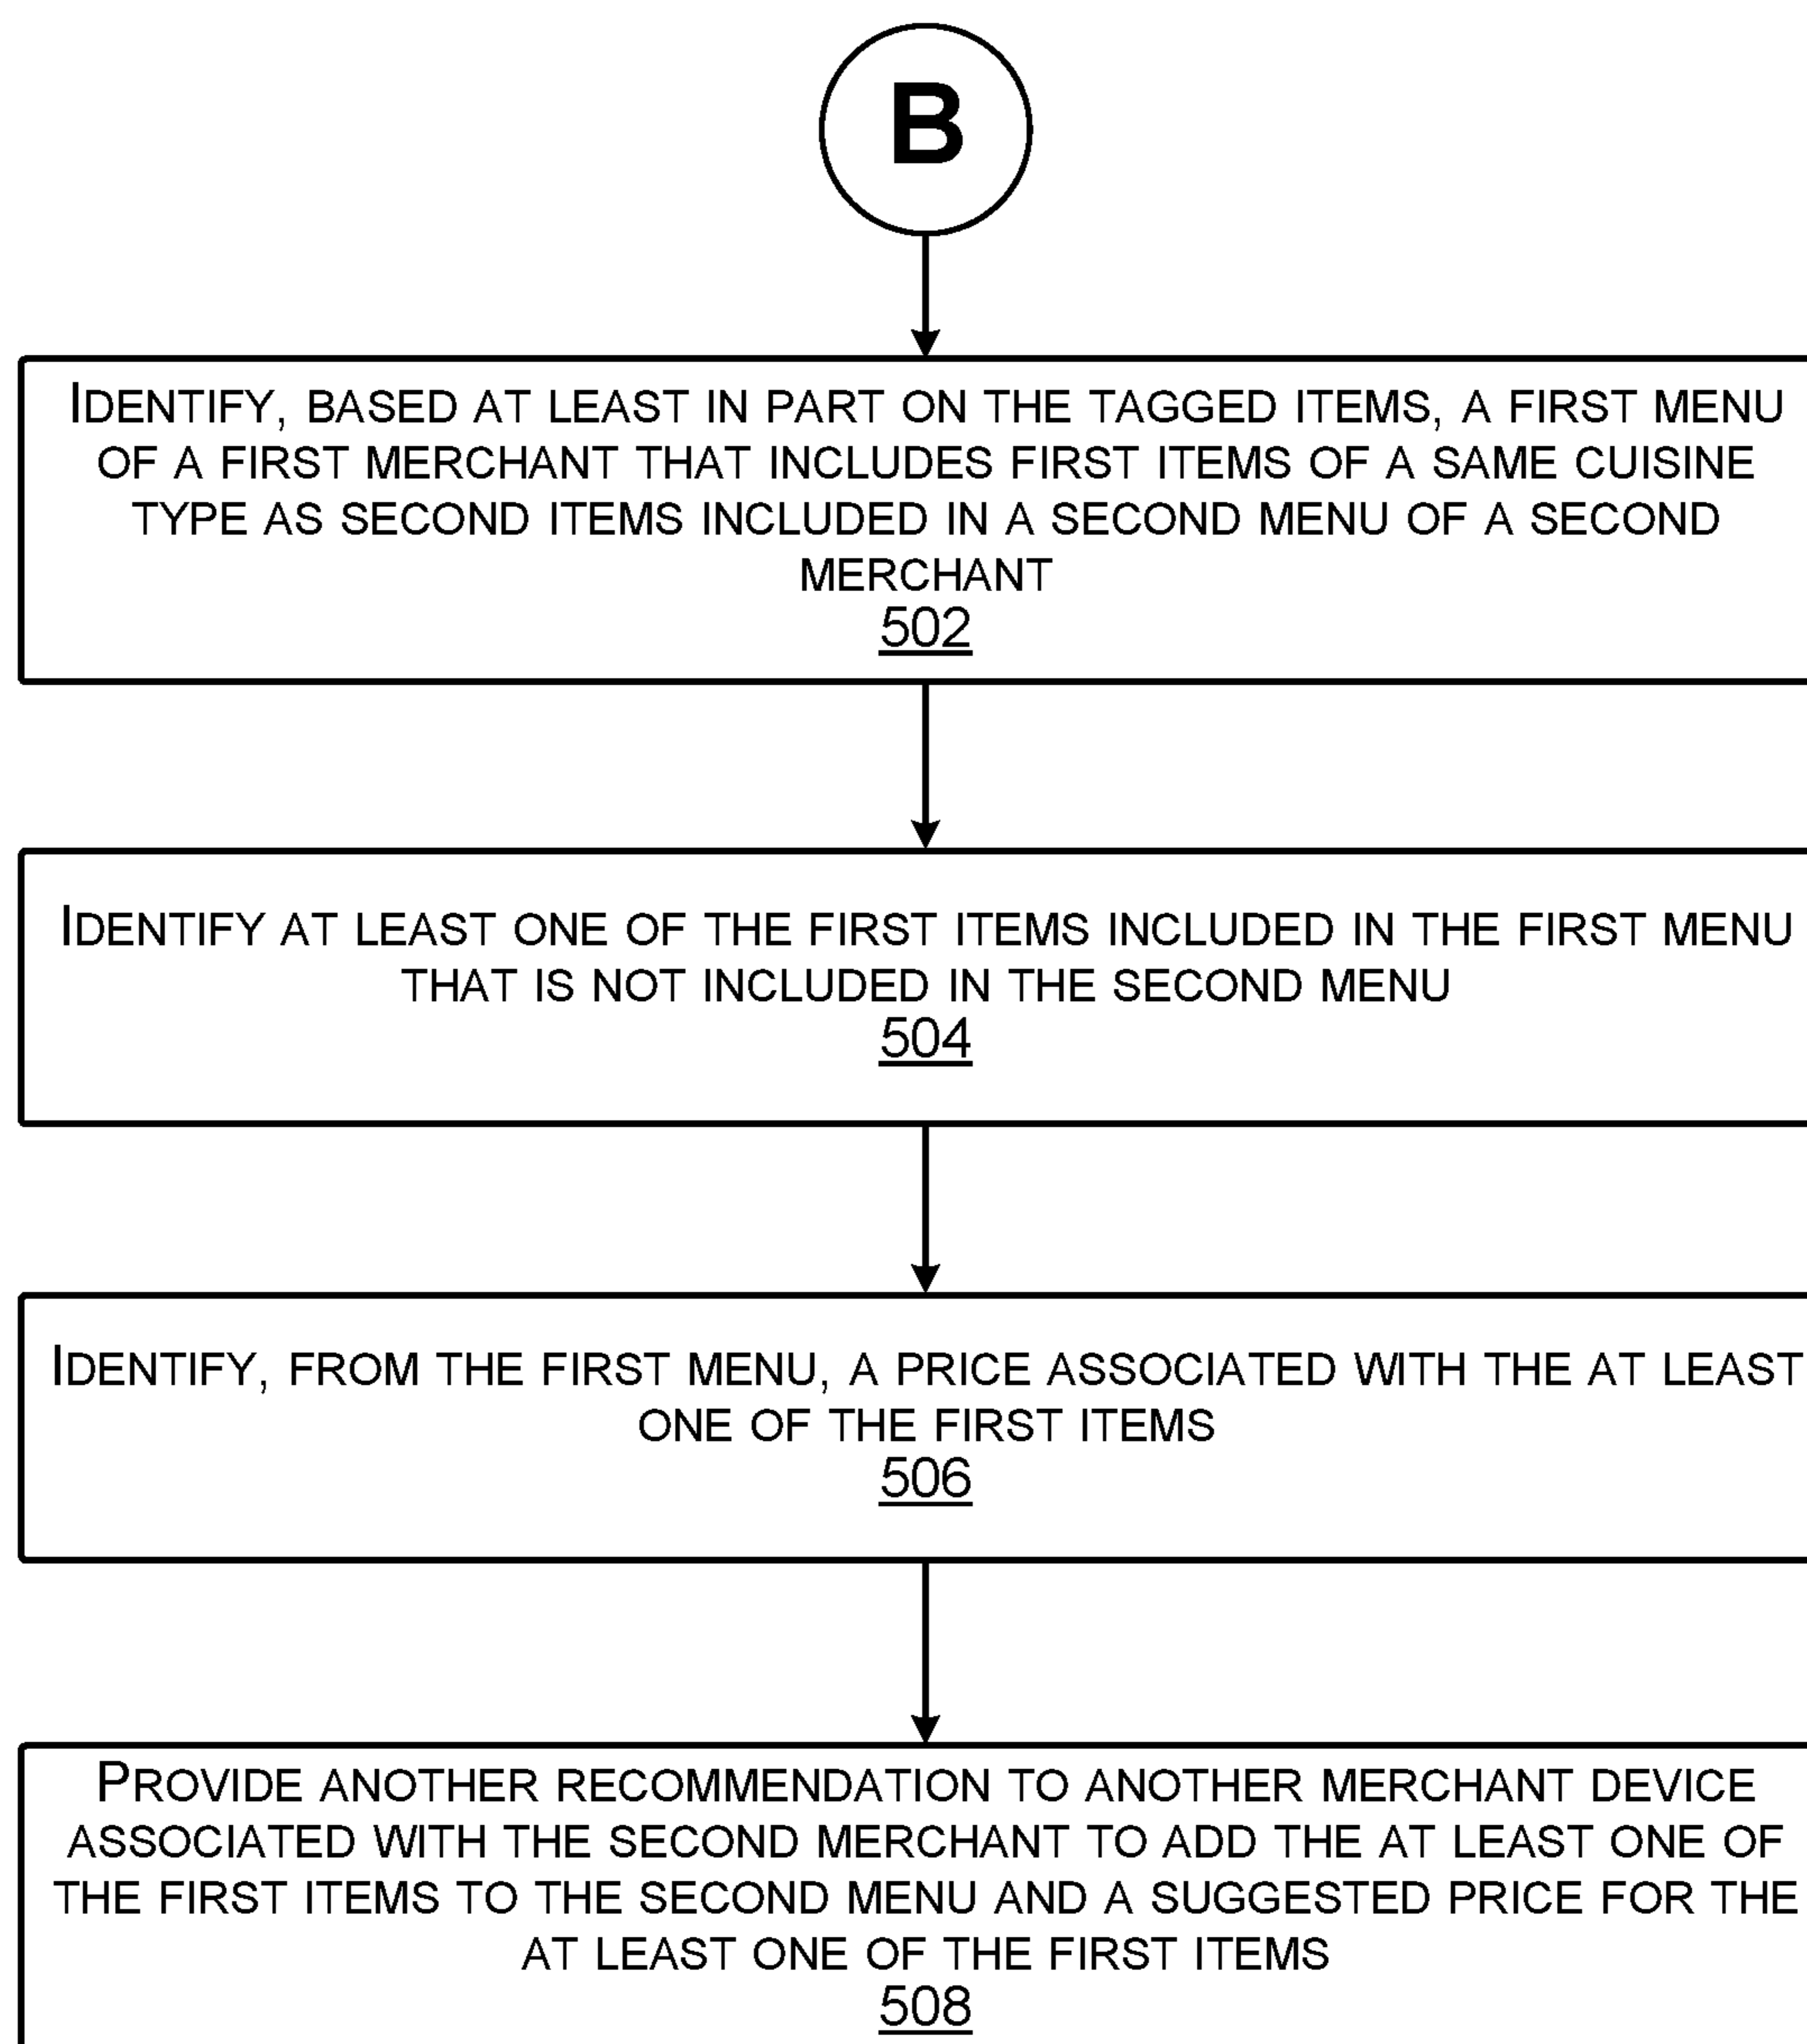 B
IDENTIFY, BASED AT LEAST IN PART ON THE TAGGED ITEMS, A FIRST MENU
OF A FIRST MERCHANT THAT INCLUDES FIRST ITEMS OF A SAME CUISINE
TYPE AS SECOND ITEMS INCLUDED IN A SECOND MENU OF A SECOND
MERCHANT
502
IDENTIFY AT LEAST ONE OF THE FIRST ITEMS INCLUDED IN THE FIRST MENU
THAT IS NOT INCLUDED IN THE SECOND MENU
504
IDENTIFY, FROM THE FIRST MENU, A PRICE ASSOCIATED WITH THE AT LEAST
ONE OF THE FIRST ITEMS
506
PROVIDE ANOTHER RECOMMENDATION TO ANOTHER MERCHANT DEVICE
ASSOCIATED WITH THE SECOND MERCHANT TO ADD THE AT LEAST ONE OF
THE FIRST ITEMS TO THE SECOND MENU AND A SUGGESTED PRICE FOR THE
AT LEAST ONE OF THE FIRST ITEMS
508